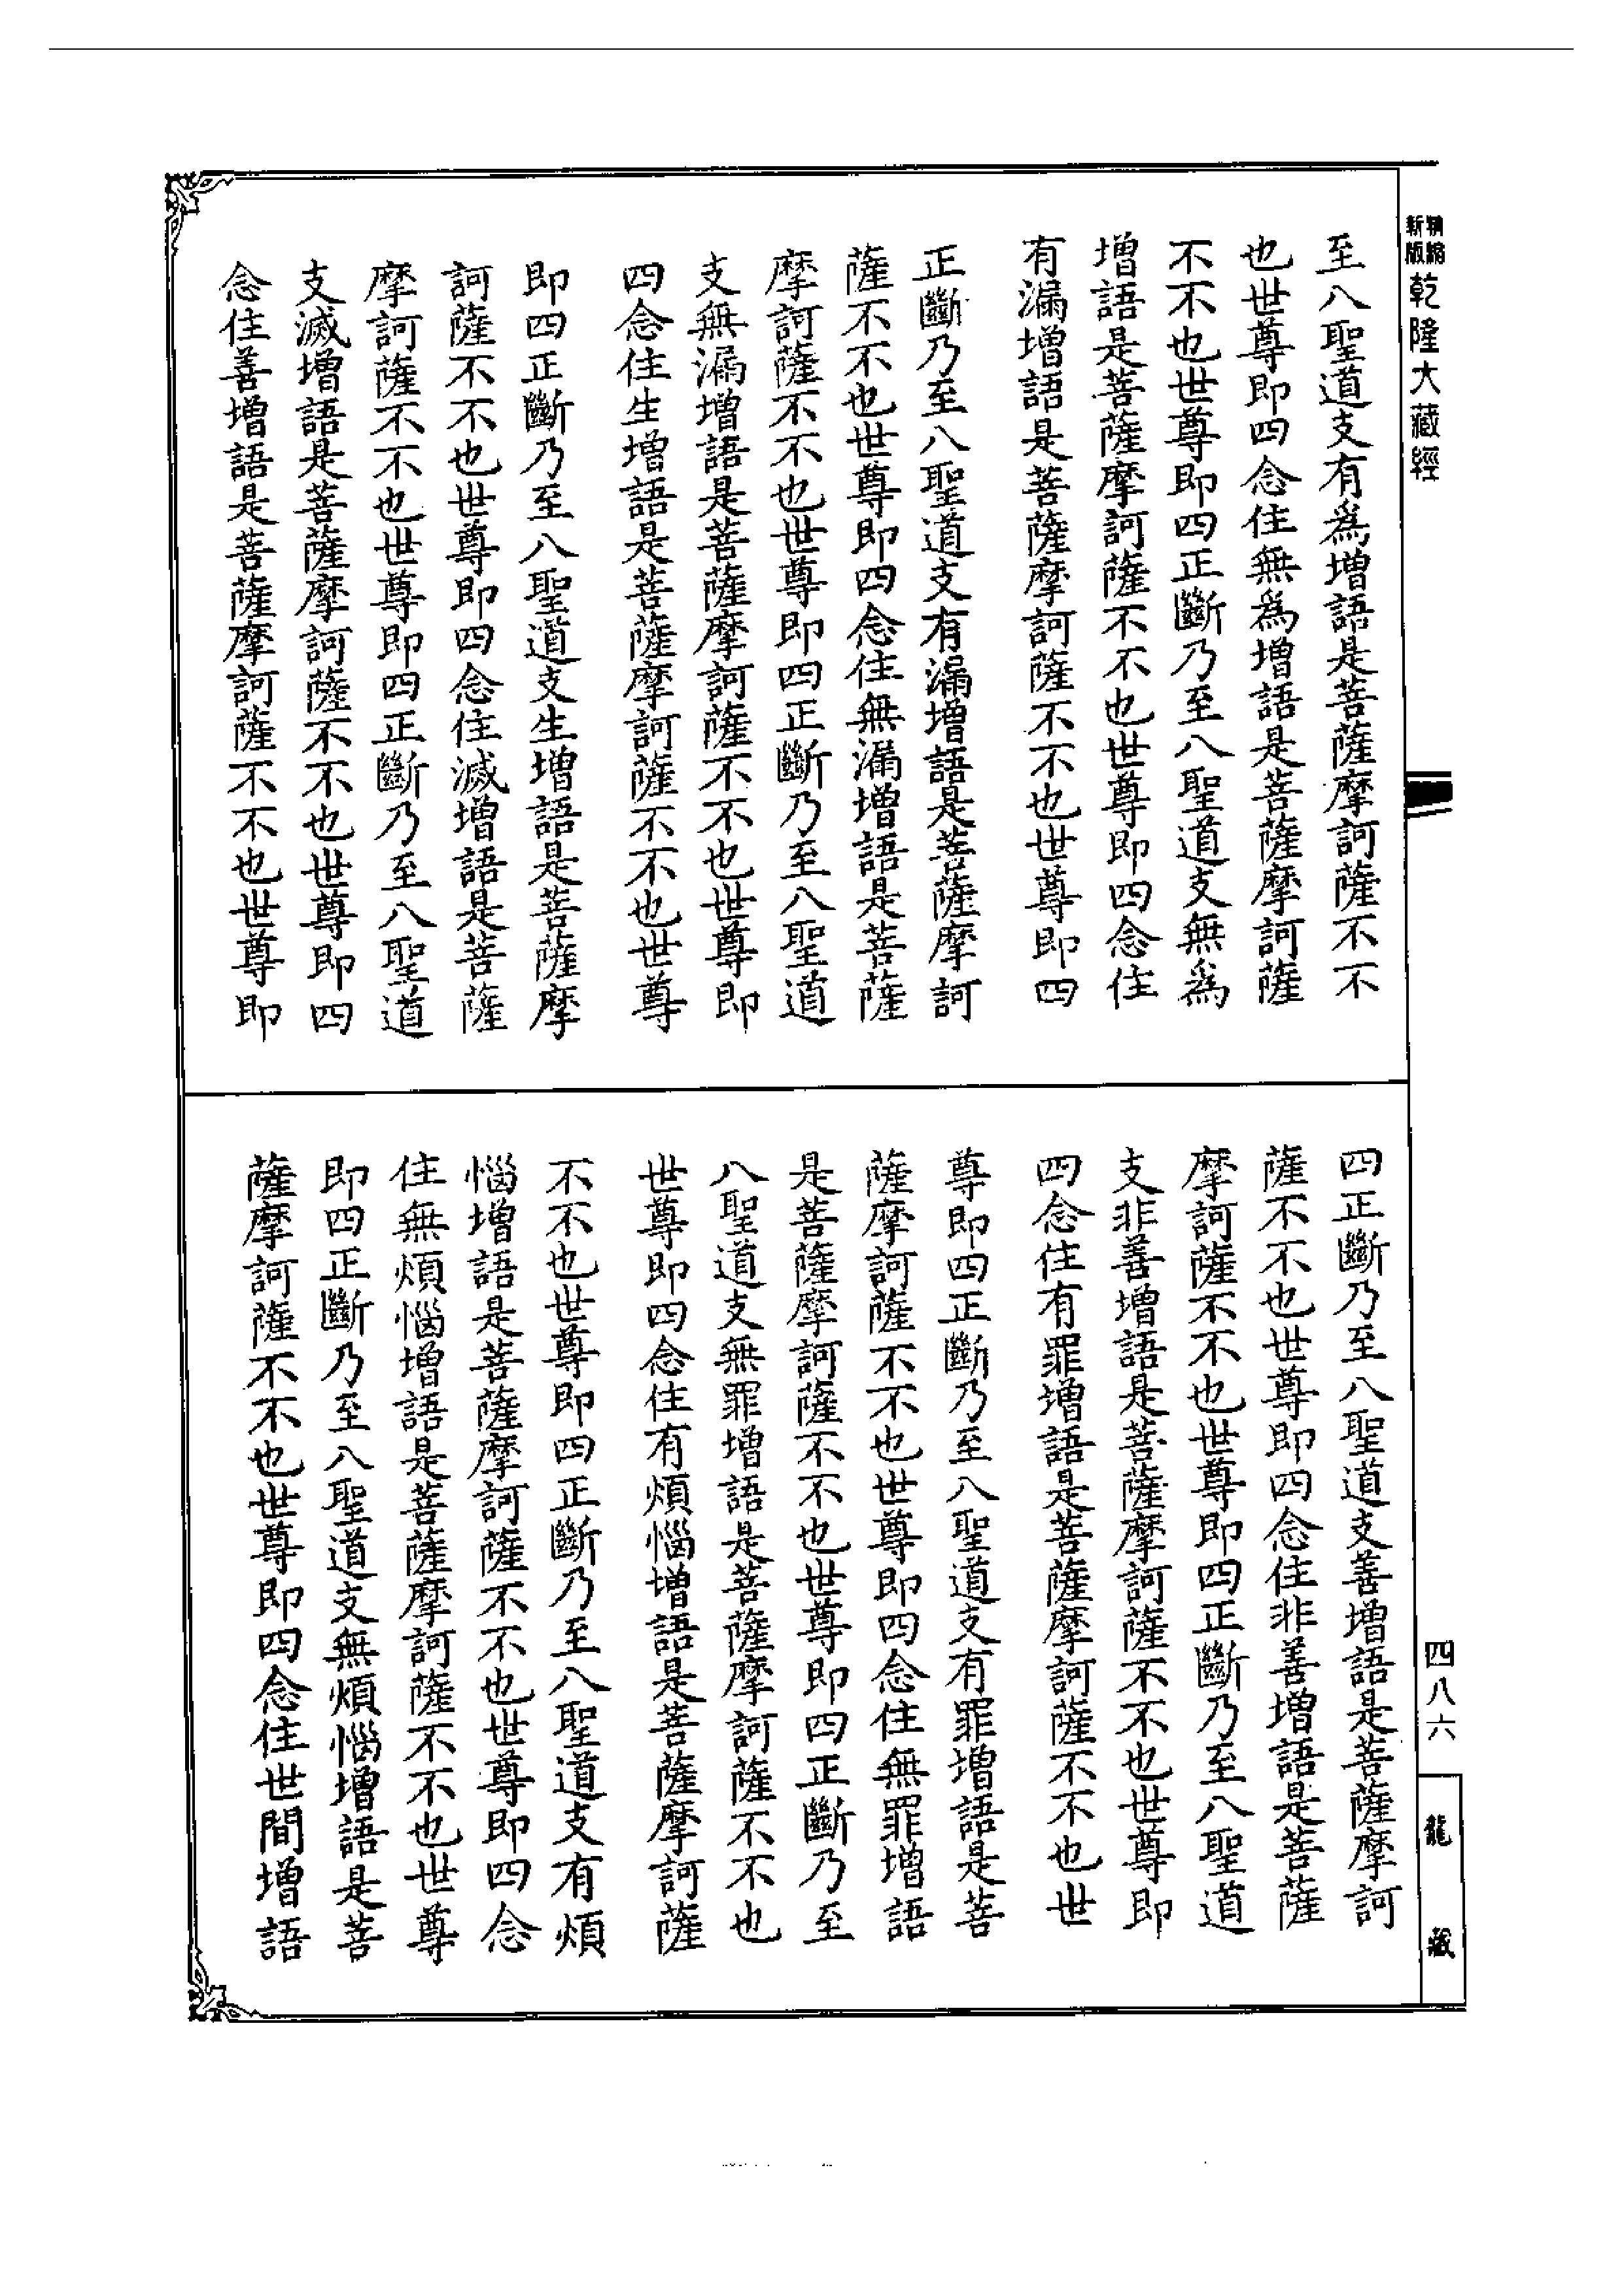 精縮新版乾隆大藏經
至八聖道支有爲增語是菩薩摩訶薩不不
也世尊即四念住無爲增語是菩薩摩訶薩
不不也世尊即四正斷乃至八聖道支無爲
增語是菩薩摩訶薩不不也世尊即四念住
有漏增語是菩薩摩訶薩不不也世尊即四
正斷乃至八聖道支有漏增語是菩薩摩訶
薩不不也世尊即四念住無漏增語是菩薩
摩訶薩不不也世尊即四正斷乃至八聖道
支無漏增語是菩薩摩訶薩不不也世尊即
四念住生增語是菩薩摩訶薩不不也世尊
即四正斷乃至八聖道支生增語是菩薩摩
訶薩不不也世尊即四念住滅增語是菩薩
摩訶薩不不也世尊即四正斷乃至八聖道
支滅增語是菩薩摩訶薩不不也世尊即四
念住善增語是菩薩摩訶薩不不也世尊即
四正斷乃至八聖道支善增語是菩薩摩訶
薩不不也世尊即四念住非善增語是菩薩
摩訶薩不不也世尊即四正斷乃至八聖道
支非善增語是菩薩摩訶薩不不也世尊即
四念住有罪增語是菩薩摩訶薩不不也世
尊即四正斷乃至八聖道支有罪增語是菩
薩摩訶薩不不也世尊即四念住無罪增語
是菩薩摩訶薩不不也世尊即四正斷乃至
八聖道支無罪增語是菩薩摩訶薩不不也
世尊即四念住有煩惱增語是菩薩摩訶薩
不不也世尊即四正斷乃至八聖道支有煩
惱增語是菩薩摩訶薩不不也世尊即四念
住無煩惱增語是菩薩摩訶薩不不也世尊
即四正斷乃至八聖道支無煩惱增語是菩
薩摩訶薩不不也世尊即四念住世間增語
四八六
龍藏